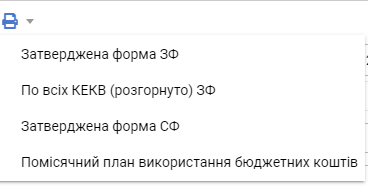 Затверджена форма ЗФ
По всіх КЕКВ (розгорнуто) ЗФ
Затверджена форма СФ
Помісячний план використання бюджетних коштів